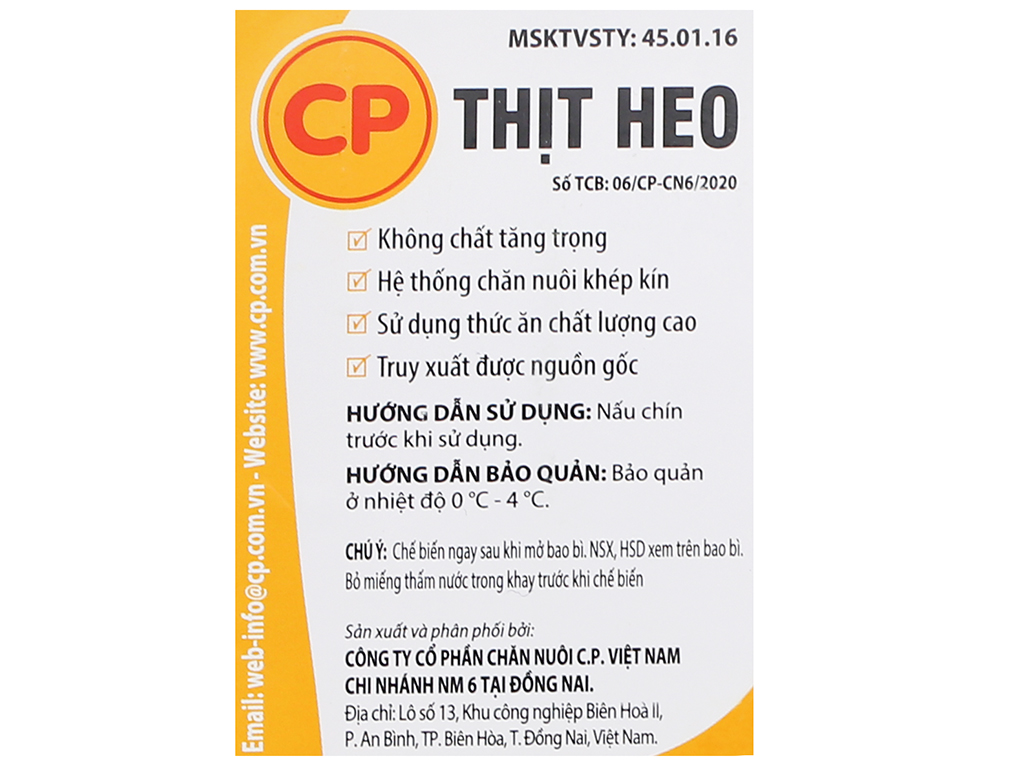 MSKTVSTY: 45.01.16
CP
THỊT HEO
Số TCB: 06/CP-CN6/2020
Không chất tăng trọng
Hệ thống chăn nuôi khép kín
Sử dụng thức ăn chất lượng cao
Truy xuất được nguồn gốc
HƯỚNG DẪN SỬ DỤNG: Nấu chín
trước khi sử dụng.
HƯỚNG DẪN BẢO QUẢN: Bảo quản
ở nhiệt độ 0 °C - 4 °C.
CHÚ Ý: Chế biến ngay sau khi mở bao bì. NSX, HSD xem trên bao bì.
Bỏ miếng thấm nước trong khay trước khi chế biến
Sản xuất và phân phối bởi:
CÔNG TY CỔ PHẦN CHĂN NUÔI C.P. VIỆT NAM
CHI NHÁNH NM 6 TẠI ĐỒNG NAI.
Địa chỉ: Lô số 13, Khu công nghiệp Biên Hoà II,
P. An Bình, TP. Biên Hòa, T. Đồng Nai, Việt Nam.
Email: web-info@cp.com.vn - Website: www.cp.com.vn